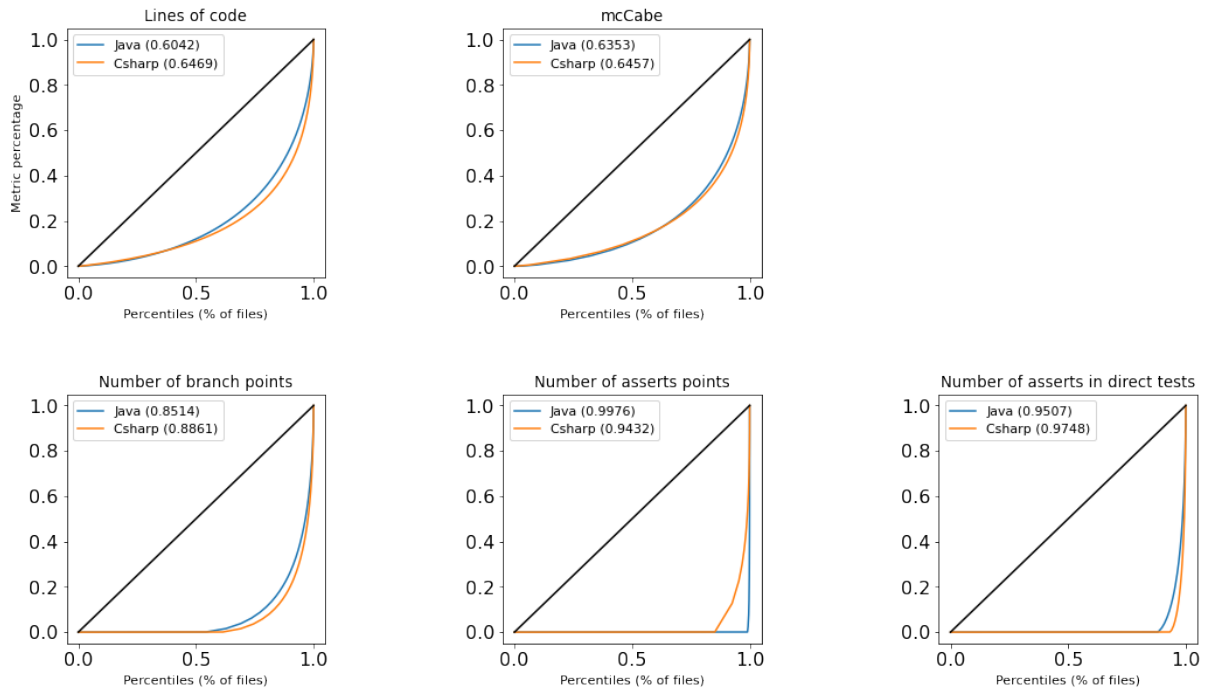 Lines of code
Java (0.6042)
Csharp (0.6469)
1.0
0.8
0.6
0.4
0.2
0.0
Metric percentage
0.0 0.5 1.0
Percentiles (% of files)
mcCabe
Java (0.6353)
Csharp (0.6457)
1.0
0.8
0.6
0.4
0.2
0.0
0.0 0.5 1.0
Percentiles (% of files)
Number of branch points
Java (0.8514)
Csharp (0.8861)
1.0
0.8
0.6
0.4
0.2
0.0
0.0 0.5 1.0
Percentiles (% of files)
Number of asserts points
Java (0.9976)
Csharp (0.9432)
1.0
0.8
0.6
0.4
0.2
0.0
0.0 0.5 1.0
Percentiles (% of files)
Number of asserts in direct tests
Java (0.9507)
Csharp (0.9748)
1.0
0.8
0.6
0.4
0.2
0.0
0.0 0.5 1.0
Percentiles (% of files)